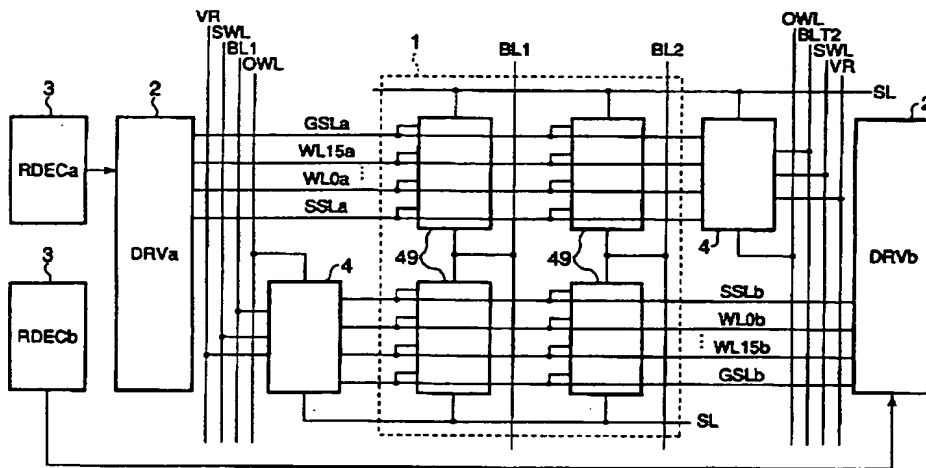 VR
SWL
BL1
OWL
1
BL1
BL2
OWL
BLT2
SWL
VR
SL
3
2
2
RDECa
DRVa
GSLa
WL15a
WL0a
SSLa
4
49
49
3
4
DRVb
RDECb
SSLb
WL0b
WL15b
GSLb
SL